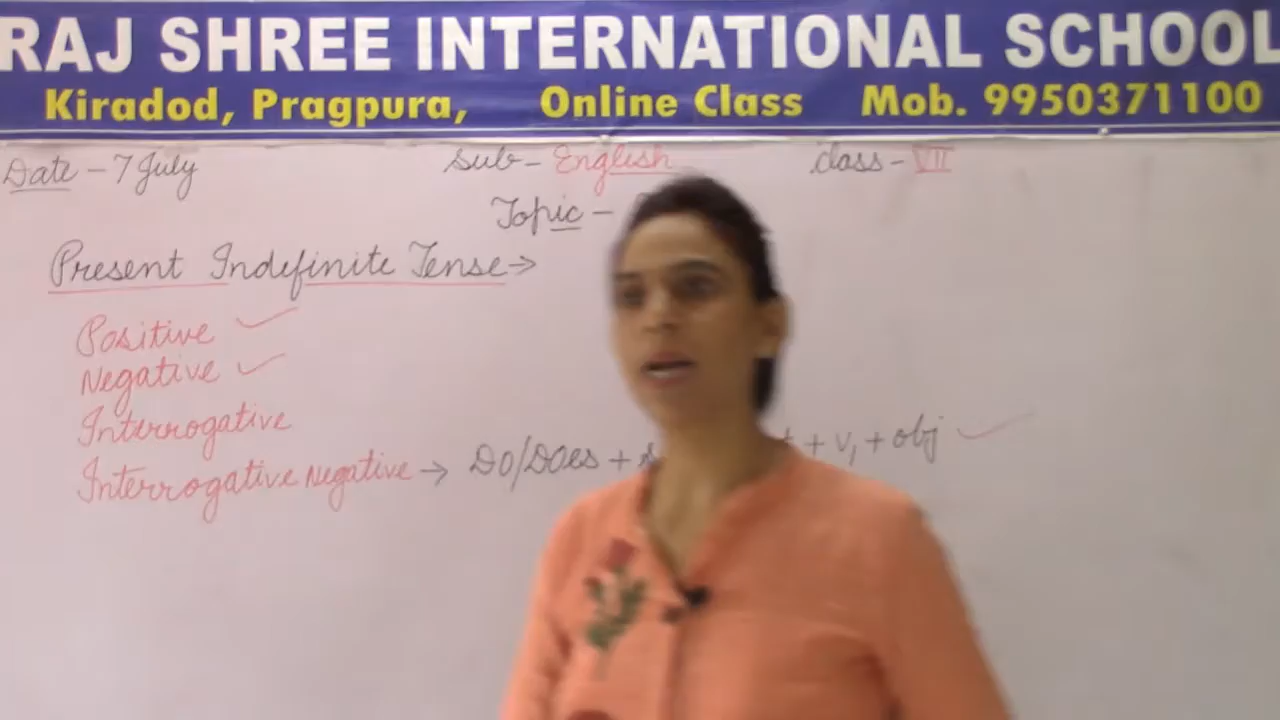 RAJ SHREE INTERNATIONAL SCHOOL
Kiradod, Pragpura, Online Class Mob. 9950371100
Date - 7 July Sub - English class - VII
Topic -
Present Indefinite Tense →
Positive ✓
Negative ✓
Interrogative
Interrogative Negative → DO/DOes + + V₁ + obj ✓